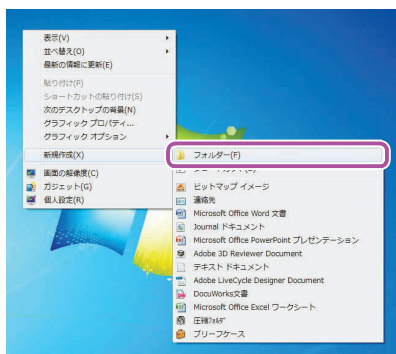 表示(V)
並べ替え(O)
最新の情報に更新(E)
貼り付け(P)
ショートカットの貼り付け(S)
次のデスクトップの背景(N)
グラフィック プロパティ...
グラフィック オプション
新規作成(X)
画面の解像度(C)
ガジェット(G)
個人設定(R)
フォルダー(F)
ビットマップ イメージ
連絡先
Microsoft Office Word 文書
Journal ドキュメント
Microsoft Office PowerPoint プレゼンテーション
Adobe 3D Reviewer Document
テキスト ドキュメント
Adobe LiveCycle Designer Document
DocuWorks文書
Microsoft Office Excel ワークシート
圧縮フォルダ
ブリーフケース